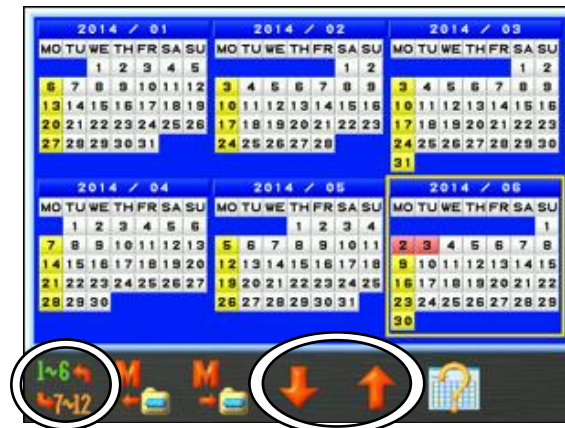 2014 / 01
MO TU WE TH FR SA SU
1 2 3 4 5
6 7 8 9 10 11 12
13 14 15 16 17 18 19
20 21 22 23 24 25 26
27 28 29 30 31
2014 / 02
MO TU WE TH FR SA SU
1 2
3 4 5 6 7 8 9
10 11 12 13 14 15 16
17 18 19 20 21 22 23
24 25 26 27 28
2014 / 03
MO TU WE TH FR SA SU
1 2
3 4 5 6 7 8 9
10 11 12 13 14 15 16
17 18 19 20 21 22 23
24 25 26 27 28 29 30
31
2014 / 04
MO TU WE TH FR SA SU
1 2 3 4 5 6
7 8 9 10 11 12 13
14 15 16 17 18 19 20
21 22 23 24 25 26 27
28 29 30
2014 / 05
MO TU WE TH FR SA SU
1 2 3 4
5 6 7 8 9 10 11
12 13 14 15 16 17 18
19 20 21 22 23 24 25
26 27 28 29 30 31
2014 / 06
MO TU WE TH FR SA SU
1
2 3 4 5 6 7 8
9 10 11 12 13 14 15
16 17 18 19 20 21 22
23 24 25 26 27 28 29
30
1~6
7~12
M
M
?